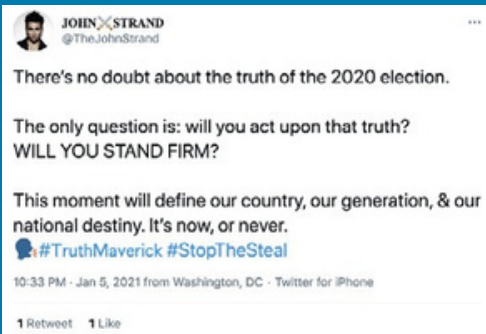 JOHN STRAND
@TheJohnStrand
There's no doubt about the truth of the 2020 election.
The only question is: will you act upon that truth?
WILL YOU STAND FIRM?
This moment will define our country, our generation, & our
national destiny. It's now, or never.
#TruthMaverick #StopTheSteal
10:33 PM · Jan 5, 2021 from Washington, DC · Twitter for iPhone
1 Retweet 1 Like